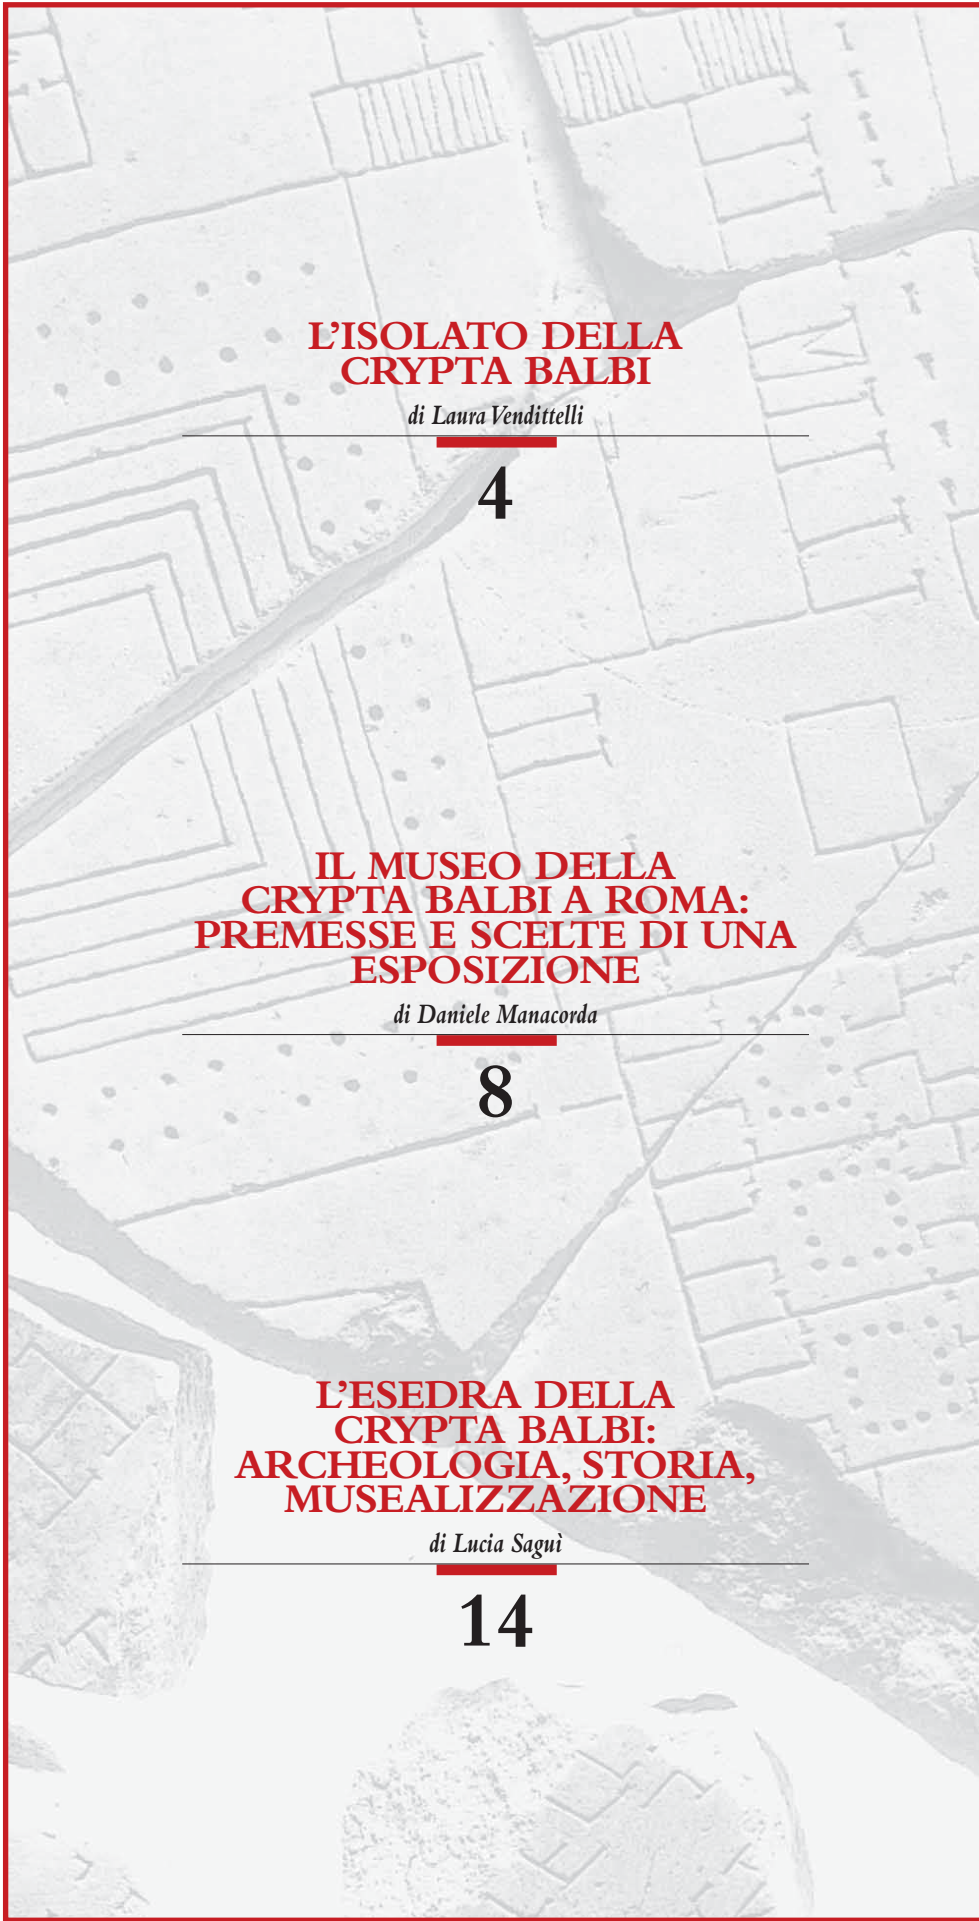 L’ISOLATO DELLA
CRYPTA BALBI
di Laura Vendittelli
4
IL MUSEO DELLA
CRYPTA BALBI A ROMA:
PREMESSE E SCELTE DI UNA
ESPOSIZIONE
di Daniele Manacorda
8
L’ESEDRA DELLA
CRYPTA BALBI:
ARCHEOLOGIA, STORIA,
MUSEALIZZAZIONE
di Lucia Saguì
14